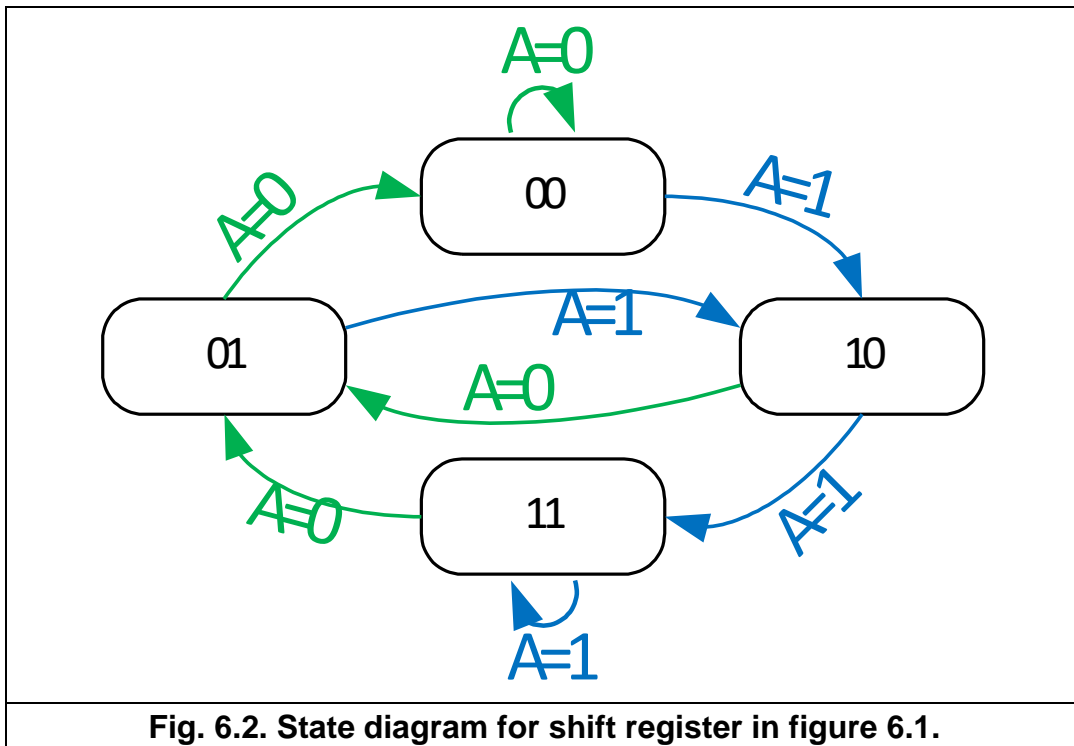 A=0
00
A=0
A=1
01
A=1
10
A=0
11
A=0
A=1
A=1
Fig. 6.2. State diagram for shift register in figure 6.1.